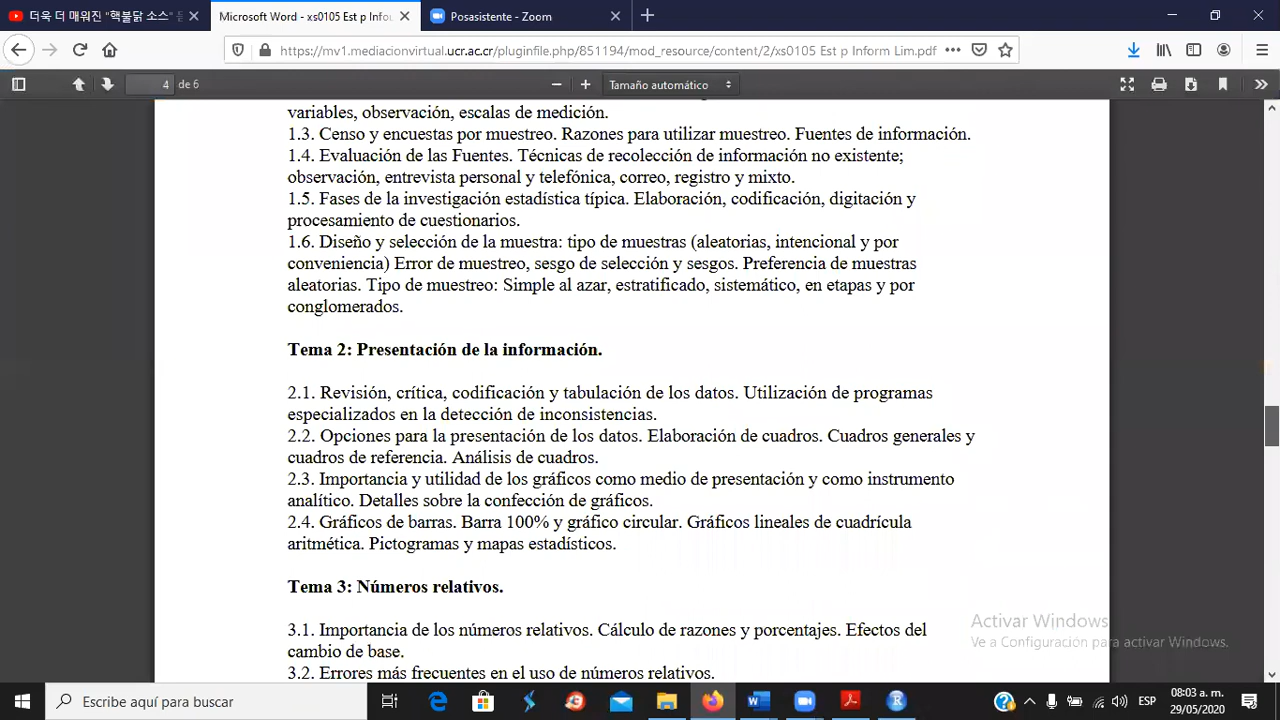 더욱 더 매워진 "핵불닭 소스"
Microsoft Word - xs0105 Est p Info
Posasistente - Zoom
https://mv1.mediacionvirtual.ucr.ac.cr/pluginfile.php/851194/mod_resource/content/2/xs0105 Est p Inform Lim.pdf
4 de 6
Tamaño automático
variables, observación, escalas de medición.
1.3. Censo y encuestas por muestreo. Razones para utilizar muestreo. Fuentes de información.
1.4. Evaluación de las Fuentes. Técnicas de recolección de información no existente;
observación, entrevista personal y telefónica, correo, registro y mixto.
1.5. Fases de la investigación estadística típica. Elaboración, codificación, digitación y
procesamiento de cuestionarios.
1.6. Diseño y selección de la muestra: tipo de muestras (aleatorias, intencional y por
conveniencia) Error de muestreo, sesgo de selección y sesgos. Preferencia de muestras
aleatorias. Tipo de muestreo: Simple al azar, estratificado, sistemático, en etapas y por
conglomerados.
Tema 2: Presentación de la información.
2.1. Revisión, crítica, codificación y tabulación de los datos. Utilización de programas
especializados en la detección de inconsistencias.
2.2. Opciones para la presentación de los datos. Elaboración de cuadros. Cuadros generales y
cuadros de referencia. Análisis de cuadros.
2.3. Importancia y utilidad de los gráficos como medio de presentación y como instrumento
analítico. Detalles sobre la confección de gráficos.
2.4. Gráficos de barras. Barra 100% y gráfico circular. Gráficos lineales de cuadrícula
aritmética. Pictogramas y mapas estadísticos.
Tema 3: Números relativos.
3.1. Importancia de los números relativos. Cálculo de razones y porcentajes. Efectos del
cambio de base.
3.2. Errores más frecuentes en el uso de números relativos.
Activar Windows
Ve a Configuración para activar Windows.
Escribe aquí para buscar
ESP
08:03 a. m.
29/05/2020